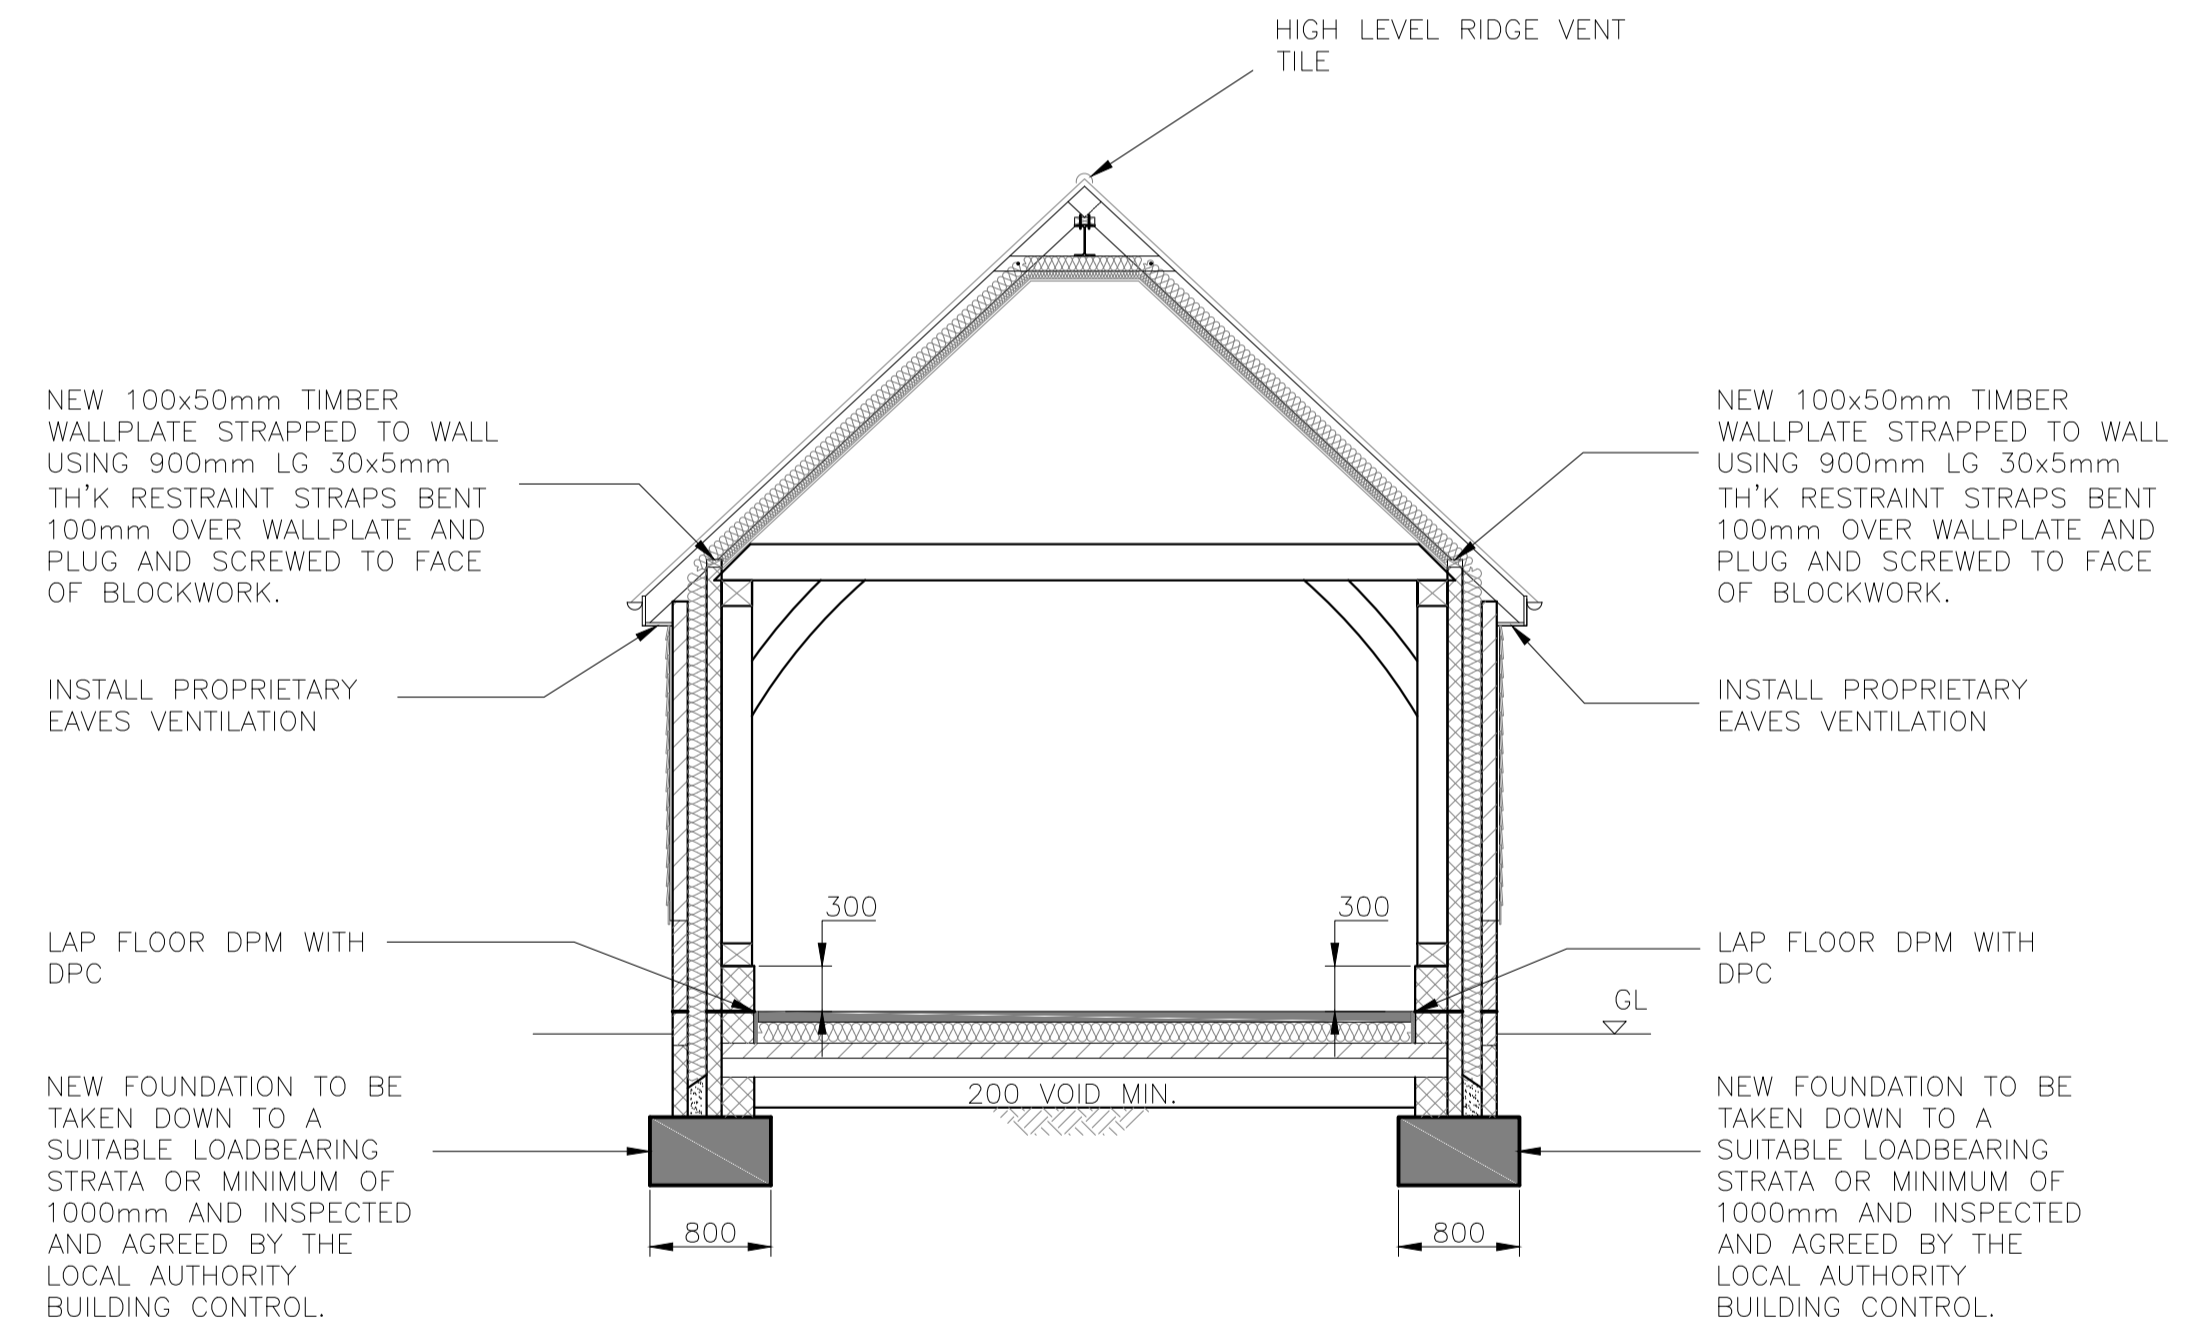 HIGH LEVEL RIDGE VENT
TILE
NEW 100x50mm TIMBER
WALLPLATE STRAPPED TO WALL
USING 900mm LG 30x5mm
TH'K RESTRAINT STRAPS BENT
100mm OVER WALLPLATE AND
PLUG AND SCREWED TO FACE
OF BLOCKWORK.
NEW 100x50mm TIMBER
WALLPLATE STRAPPED TO WALL
USING 900mm LG 30x5mm
TH'K RESTRAINT STRAPS BENT
100mm OVER WALLPLATE AND
PLUG AND SCREWED TO FACE
OF BLOCKWORK.
INSTALL PROPRIETARY
EAVES VENTILATION
INSTALL PROPRIETARY
EAVES VENTILATION
300
300
LAP FLOOR DPM WITH
DPC
LAP FLOOR DPM WITH
DPC
GL
200 VOID MIN.
NEW FOUNDATION TO BE
TAKEN DOWN TO A
SUITABLE LOADBEARING
STRATA OR MINIMUM OF
1000mm AND INSPECTED
AND AGREED BY THE
LOCAL AUTHORITY
BUILDING CONTROL.
800
800
NEW FOUNDATION TO BE
TAKEN DOWN TO A
SUITABLE LOADBEARING
STRATA OR MINIMUM OF
1000mm AND INSPECTED
AND AGREED BY THE
LOCAL AUTHORITY
BUILDING CONTROL.